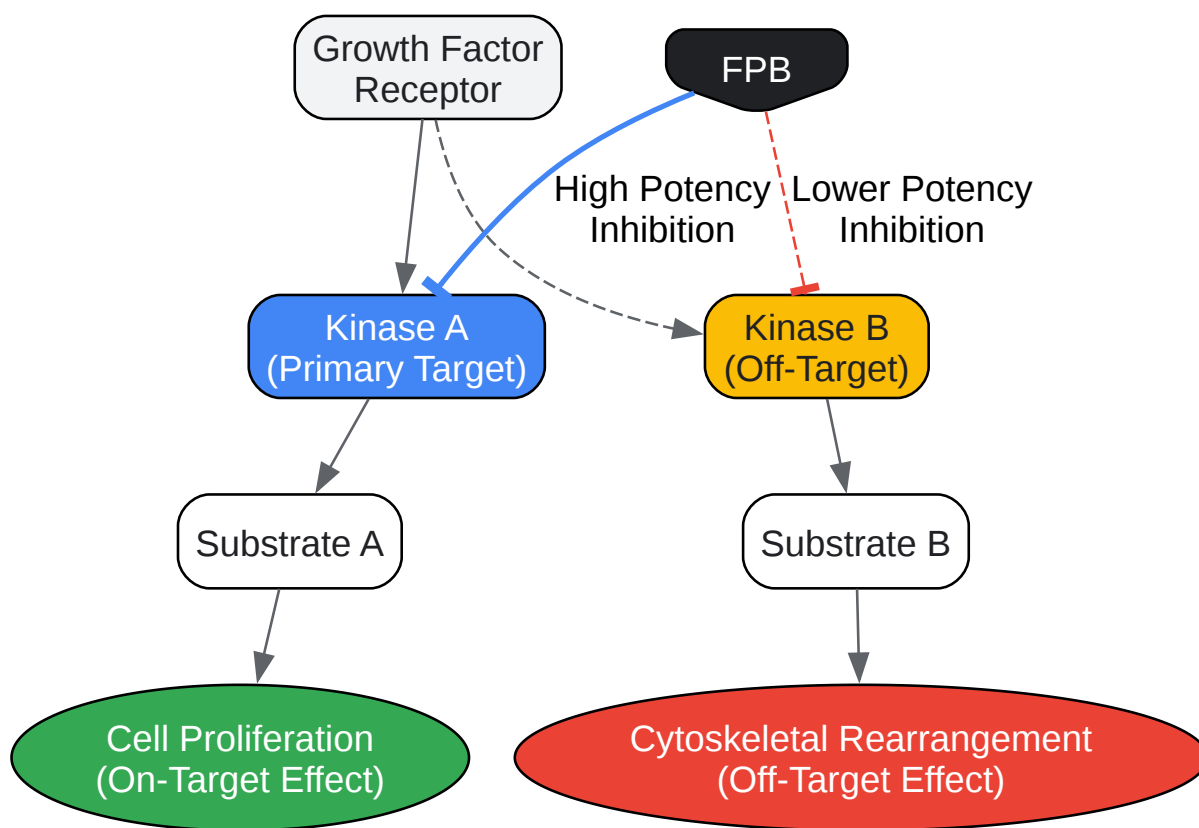 Growth Factor
Receptor
FPB
High Potency
Inhibition
Lower Potency
Inhibition
Kinase A
(Primary Target)
Kinase B
(Off-Target)
Substrate A
Substrate B
Cell Proliferation
(On-Target Effect)
Cytoskeletal Rearrangement
(Off-Target Effect)